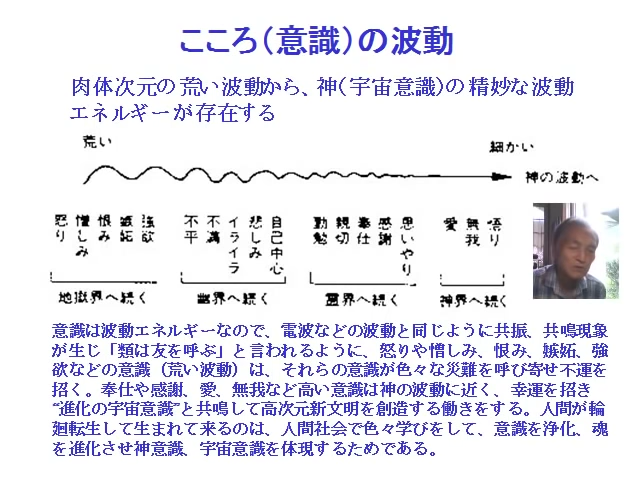 こころ（意識）の波動
肉体次元の荒い波動から、神（宇宙意識）の精妙な波動
エネルギーが存在する
荒い
細かい
神の波動へ
怒り
憎しみ
恨み
嫉妬
強欲
不平
不満
イライラ
悲しみ
自己中心
勤勉
親切
奉仕
感謝
思いやり
愛
無我
悟り
地獄界へ続く
幽界へ続く
霊界へ続く
神界へ続く
意識は波動エネルギーなので、電波などの波動と同じように共振、共鳴現象
が生じ「類は友を呼ぶ」と言われるように、怒りや憎しみ、恨み、嫉妬、強
欲などの意識（荒い波動）は、それらの意識が色々な災難を呼び寄せ不運を
招く。奉仕や感謝、愛、無我など高い意識は神の波動に近く、幸運を招き
“進化の宇宙意識”と共鳴して高次元新文明を創造する働きをする。人間が輪
廻転生して生まれて来るのは、人間社会で色々学びをして、意識を浄化、魂
を進化させ神意識、宇宙意識を体現するためである。